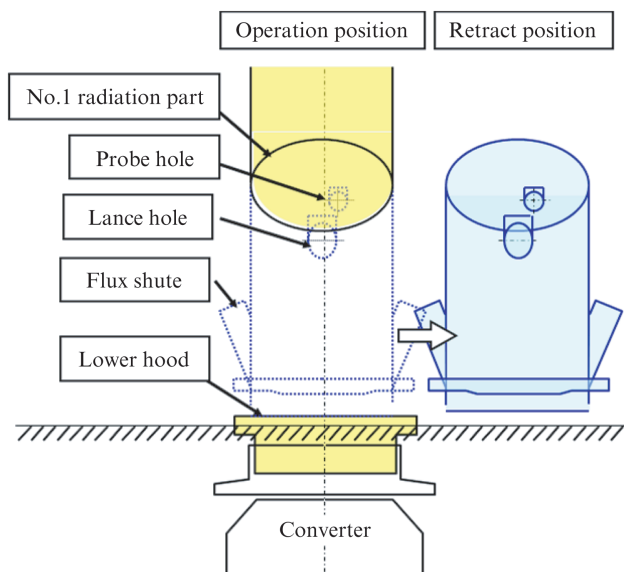 Operation position
Retract position
No.1 radiation part
Probe hole
Lance hole
Flux shute
Lower hood
Converter